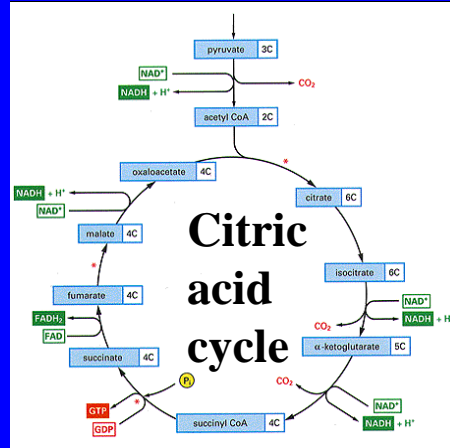 pyruvate 3C
NAD⁺
NADH + H⁺
CO₂
acetyl CoA 2C
oxaloacetate 4C
*
NADH + H⁺
NAD⁺
citrate 6C
malate 4C
Citric
acid
cycle
*
isocitrate 6C
fumarate 4C
NAD⁺
FADH₂
CO₂
NADH + H
FAD
α-ketoglutarate 5C
succinate 4C
Pᵢ
CO₂
GTP
*
NAD⁺
GDP
succinyl CoA 4C
NADH + H⁺